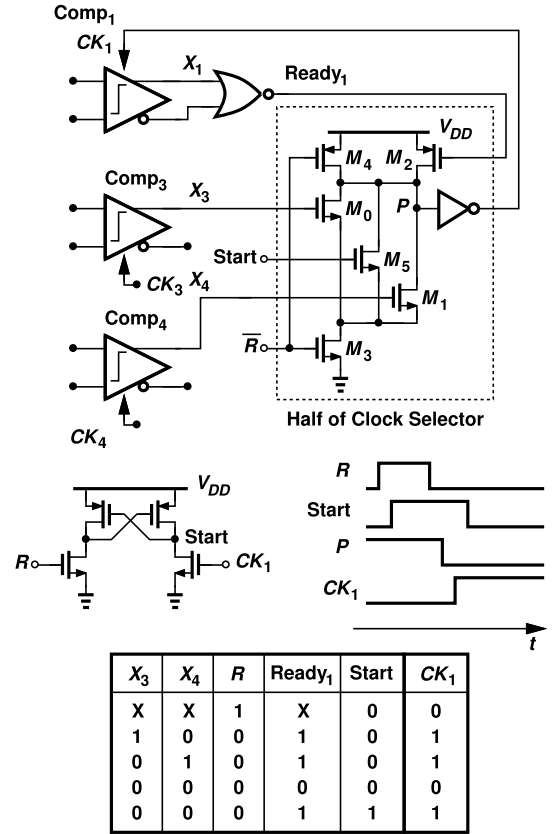 Comp1
CK1
X1
Ready1
VDD
M4
M2
Comp3
X3
M0
P
Start
M5
CK3
X4
M1
Comp4
R̅
M3
CK4
Half of Clock Selector
VDD
Start
R
CK1
R
Start
P
CK1
t
X3 X4 R Ready1 Start CK1
X X 1 X 0 0
1 0 0 1 0 1
0 1 0 1 0 1
0 0 0 0 0 0
0 0 0 1 1 1